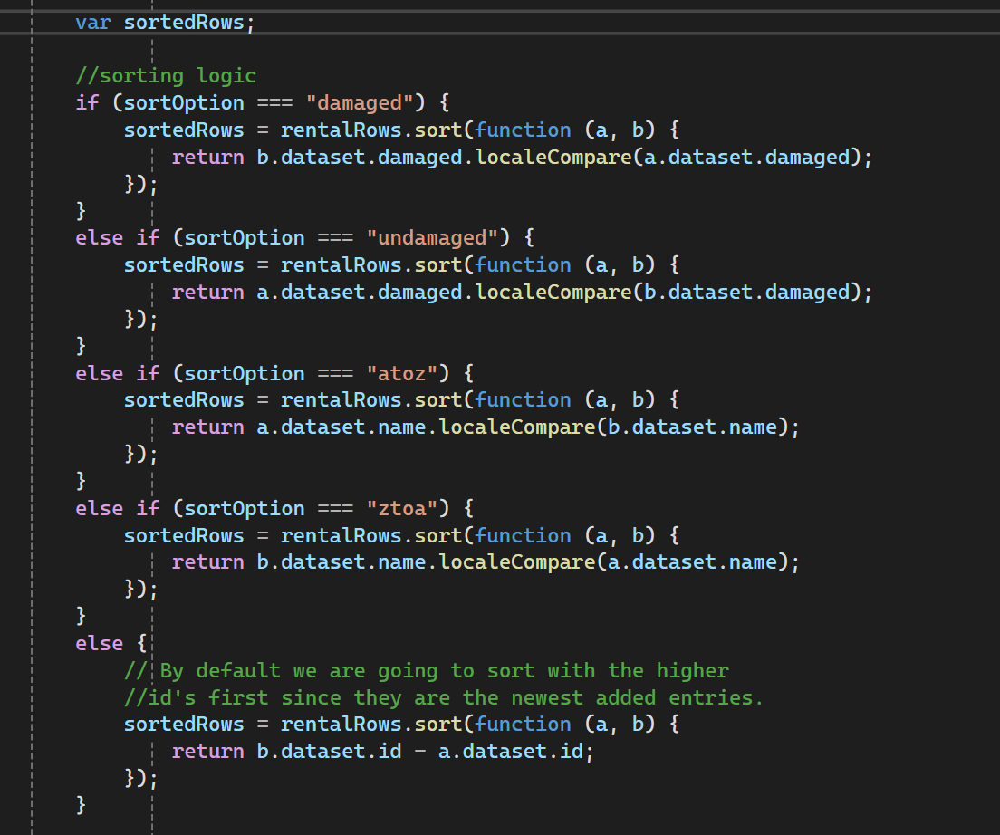 var sortedRows;
//sorting logic
if (sortOption === "damaged") {
sortedRows = rentalRows.sort(function (a, b) {
return b.dataset.damaged.localeCompare(a.dataset.damaged);
});
}
else if (sortOption === "undamaged") {
sortedRows = rentalRows.sort(function (a, b) {
return a.dataset.damaged.localeCompare(b.dataset.damaged);
});
}
else if (sortOption === "atoz") {
sortedRows = rentalRows.sort(function (a, b) {
return a.dataset.name.localeCompare(b.dataset.name);
});
}
else if (sortOption === "ztoa") {
sortedRows = rentalRows.sort(function (a, b) {
return b.dataset.name.localeCompare(a.dataset.name);
});
}
else {
// By default we are going to sort with the higher
//id's first since they are the newest added entries.
sortedRows = rentalRows.sort(function (a, b) {
return b.dataset.id - a.dataset.id;
});
}